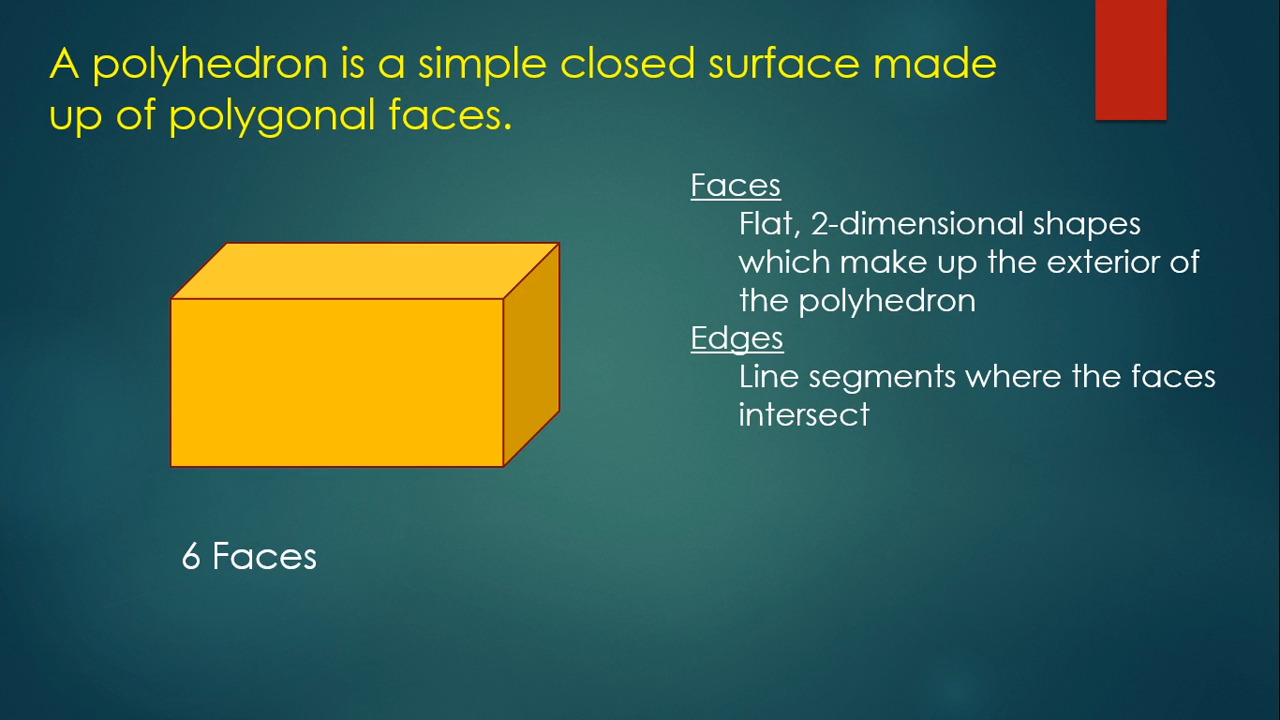 A polyhedron is a simple closed surface made
up of polygonal faces.
Faces
Flat, 2-dimensional shapes
which make up the exterior of
the polyhedron
Edges
Line segments where the faces
intersect
6 Faces